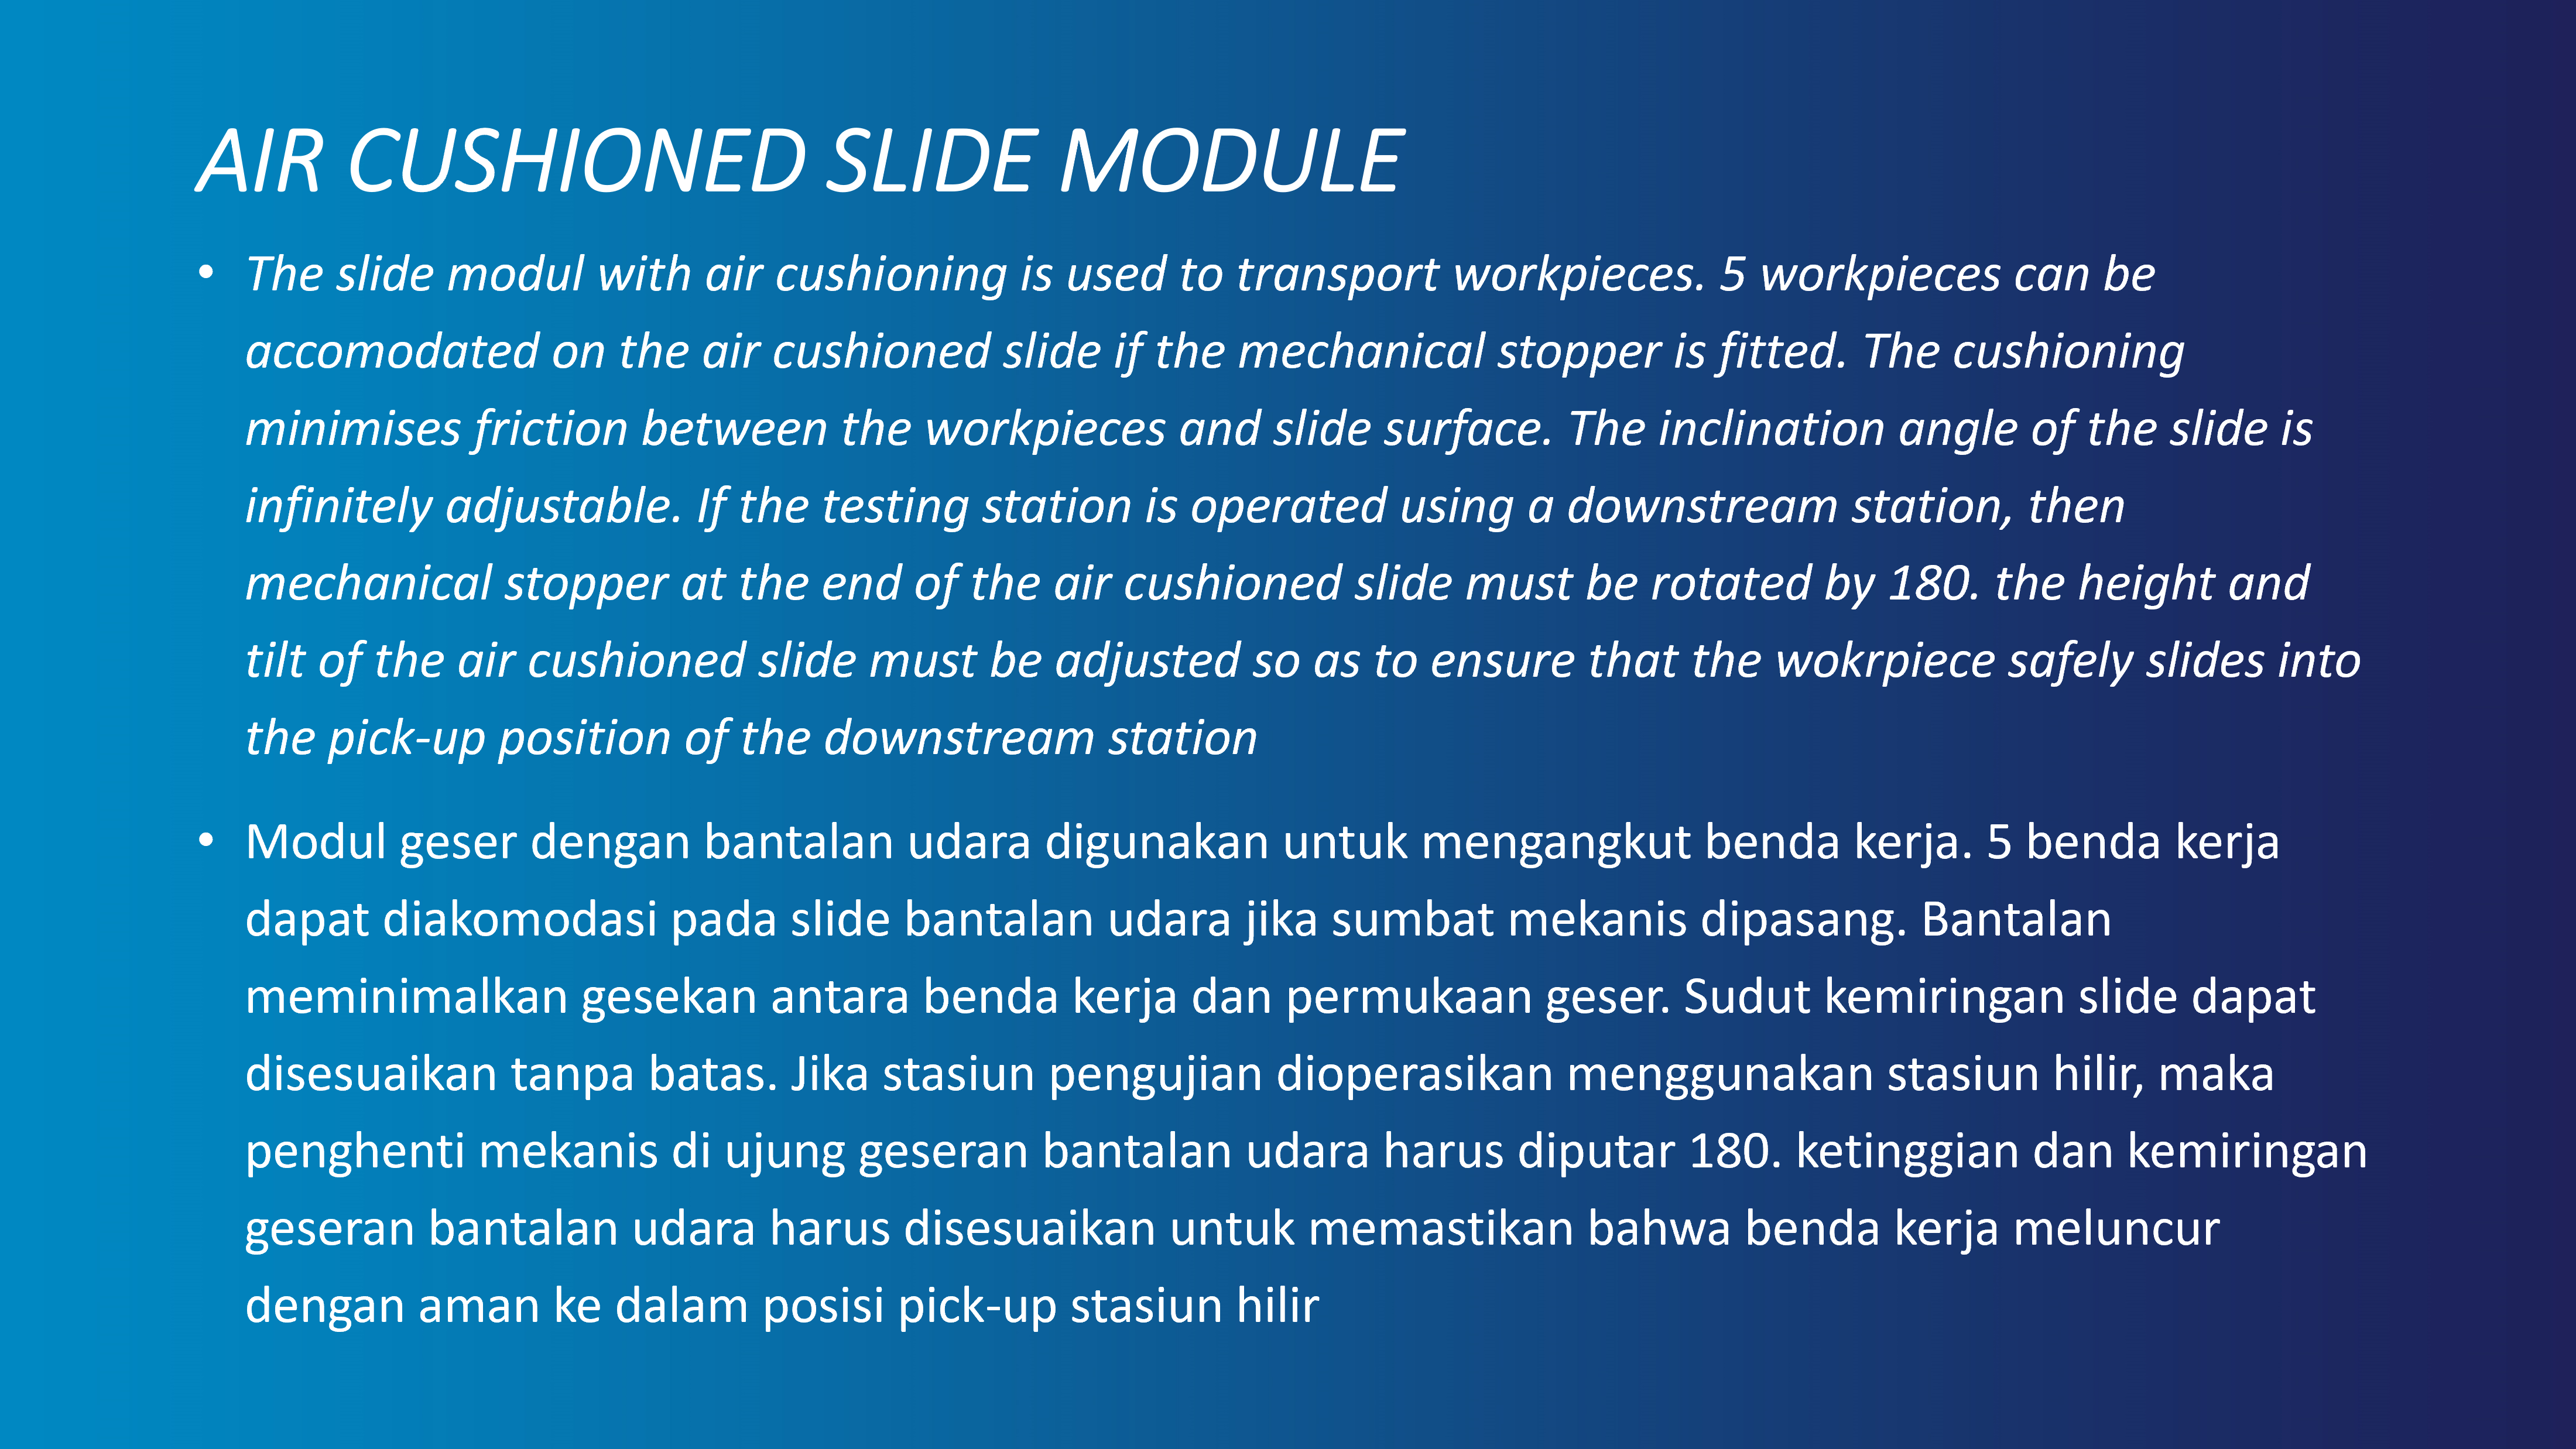 AIR CUSHIONED SLIDE MODULE
• The slide modul with air cushioning is used to transport workpieces. 5 workpieces can be
accomodated on the air cushioned slide if the mechanical stopper is fitted. The cushioning
minimises friction between the workpieces and slide surface. The inclination angle of the slide is
infinitely adjustable. If the testing station is operated using a downstream station, then
mechanical stopper at the end of the air cushioned slide must be rotated by 180. the height and
tilt of the air cushioned slide must be adjusted so as to ensure that the wokrpiece safely slides into
the pick-up position of the downstream station
• Modul geser dengan bantalan udara digunakan untuk mengangkut benda kerja. 5 benda kerja
dapat diakomodasi pada slide bantalan udara jika sumbat mekanis dipasang. Bantalan
meminimalkan gesekan antara benda kerja dan permukaan geser. Sudut kemiringan slide dapat
disesuaikan tanpa batas. Jika stasiun pengujian dioperasikan menggunakan stasiun hilir, maka
penghenti mekanis di ujung geseran bantalan udara harus diputar 180. ketinggian dan kemiringan
geseran bantalan udara harus disesuaikan untuk memastikan bahwa benda kerja meluncur
dengan aman ke dalam posisi pick-up stasiun hilir